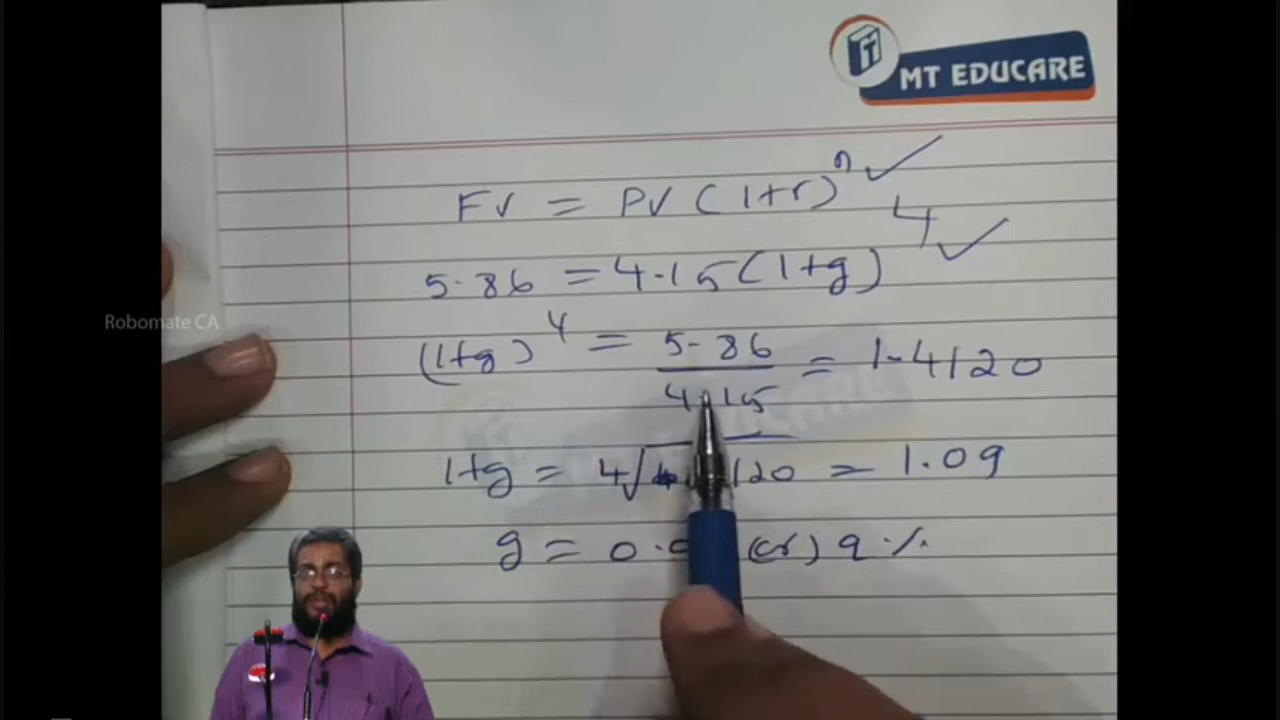 MT EDUCARE
FV = PV (1+r)^n
5.86 = 4.15 (1+g)^4
Robomate CA
(1+g)^4 = 5.86 / 4.15 = 1.4120
1+g = 4√ 120 = 1.09
g = 0.0 (or) 9 %